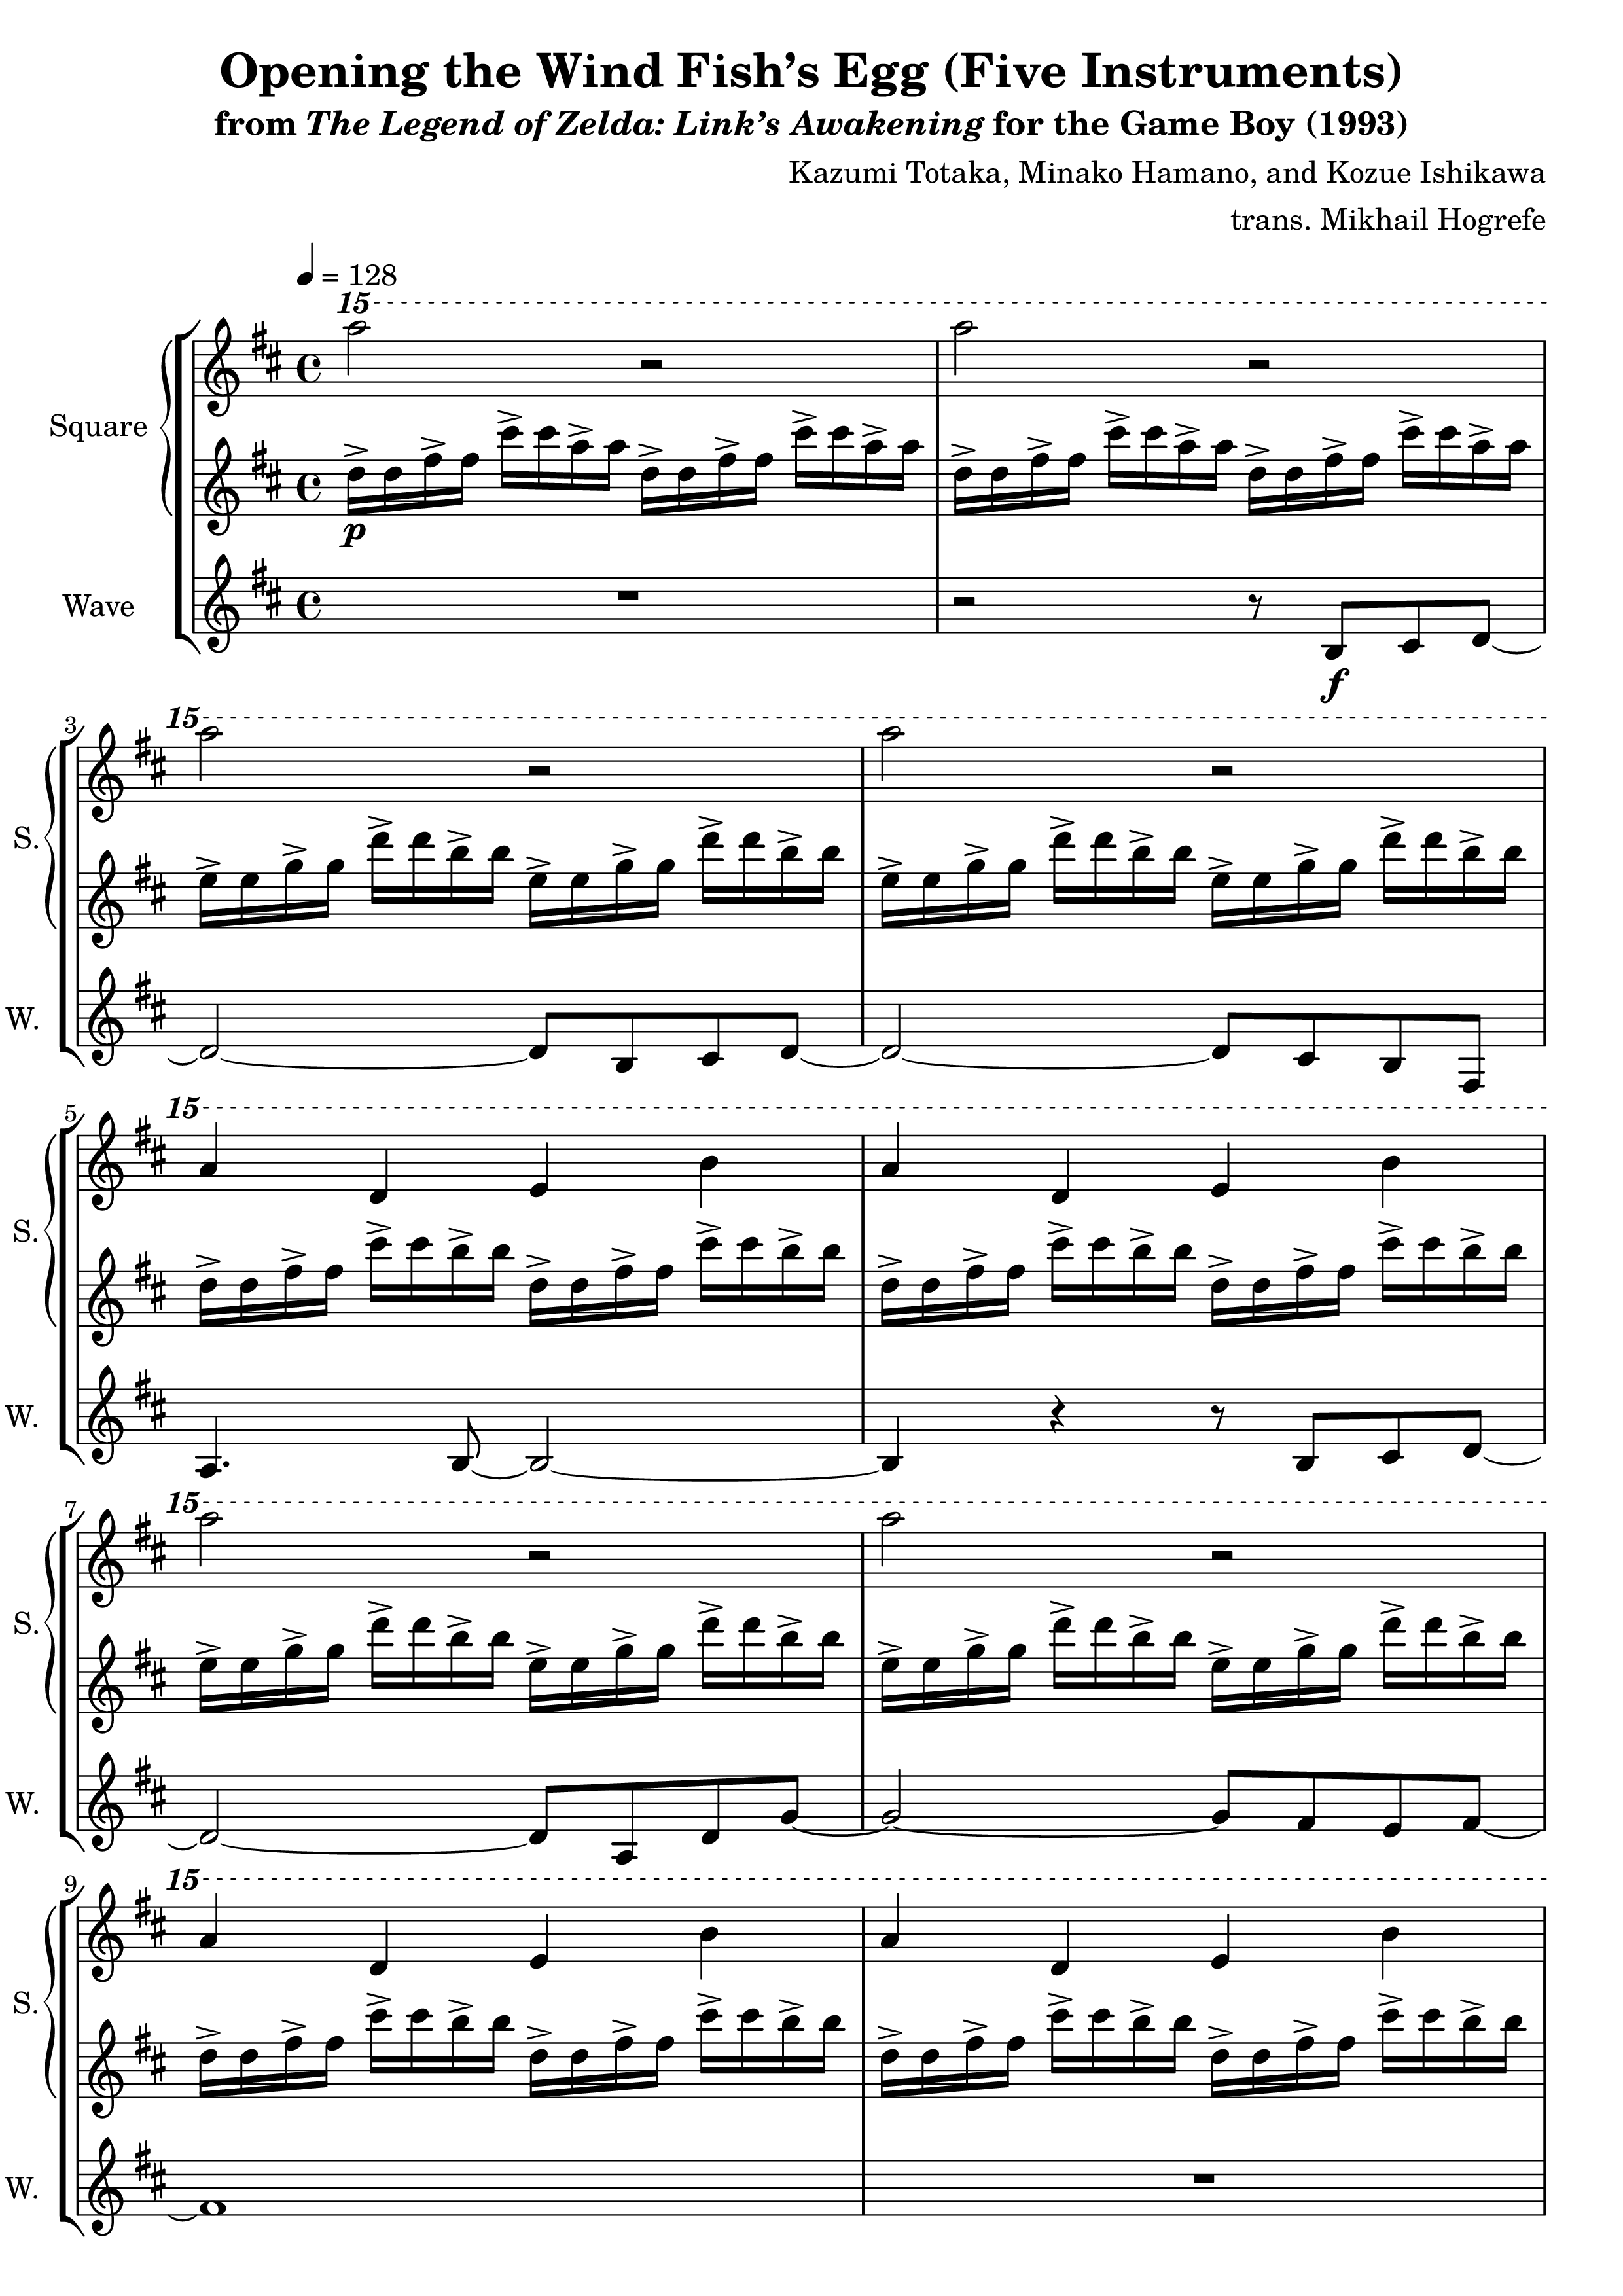 Opening the Wind Fish’s Egg (Five Instruments)
from The Legend of Zelda: Link’s Awakening for the Game Boy (1993)
Kazumi Totaka, Minako Hamano, and Kozue Ishikawa
trans. Mikhail Hogrefe
= 128
15
Square
p
Wave
f
3
15
S.
W.
5
15
S.
W.
7
15
S.
W.
9
15
S.
W.